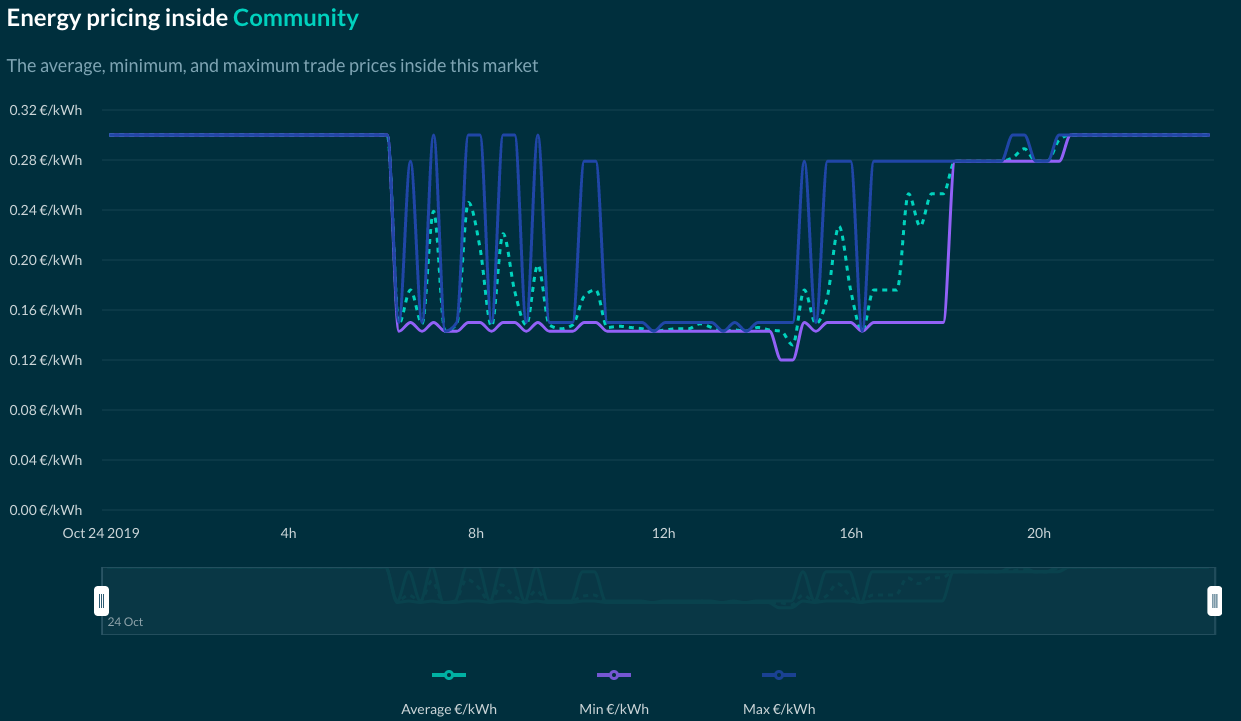 Energy pricing inside Community
The average, minimum, and maximum trade prices inside this market
0.32 €/kWh
0.28 €/kWh
0.24 €/kWh
0.20 €/kWh
0.16 €/kWh
0.12 €/kWh
0.08 €/kWh
0.04 €/kWh
0.00 €/kWh
Oct 24 2019 4h 8h 12h 16h 20h
24 Oct
Average €/kWh Min €/kWh Max €/kWh